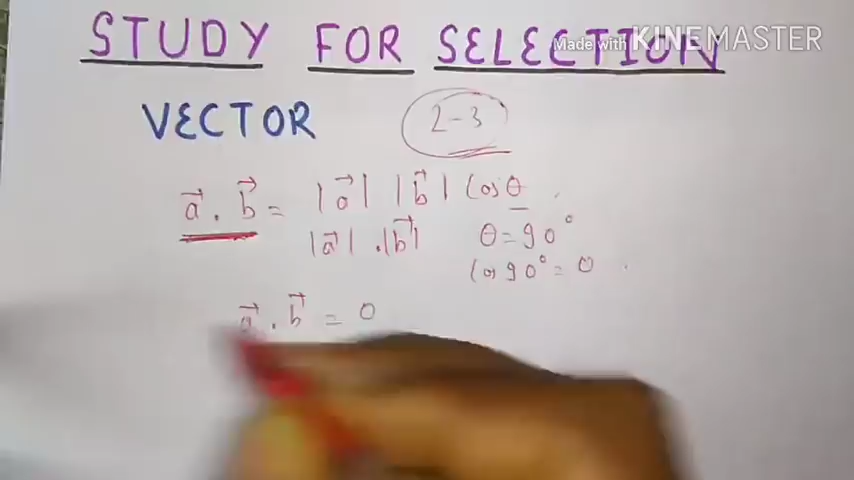 STUDY FOR SELECTION
Made with KINEMASTER
VECTOR 2-3
a⃗ . b⃗ = |a⃗| |b⃗| Cos θ
|a⃗| . |b⃗| θ = 90°
Cos 90° = 0
a⃗ . b⃗ = 0